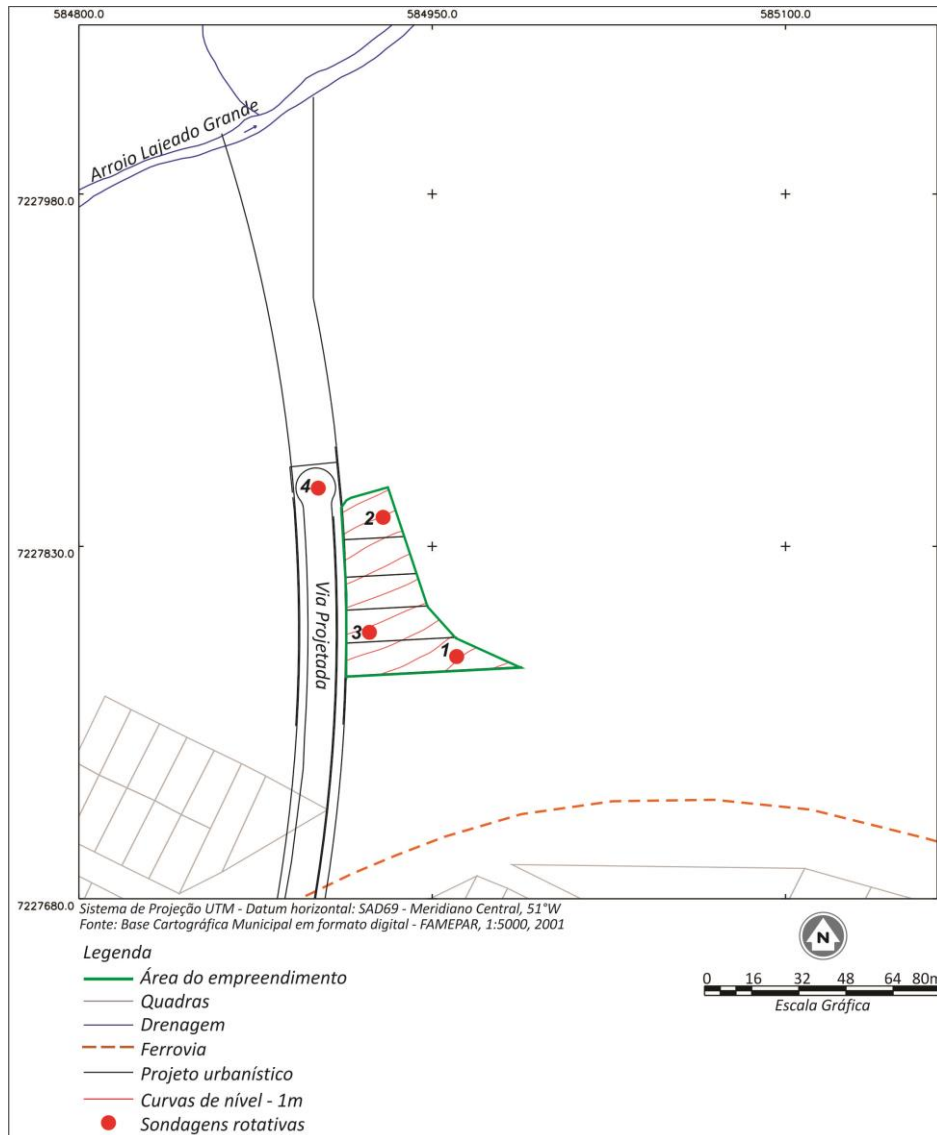 584800.0
584950.0
585100.0
Arroio Lajeado Grande
7227980.0
4
2
7227830.0
Via Projetada
3
1
7227680.0
Sistema de Projeção UTM - Datum horizontal: SAD69 - Meridiano Central, 51°W
Fonte: Base Cartográfica Municipal em formato digital - FAMEPAR, 1:5000, 2001
Legenda
Área do empreendimento
Quadras
Drenagem
Ferrovia
Projeto urbanístico
Curvas de nível - 1m
Sondagens rotativas
N
0 16 32 48 64 80m
Escala Gráfica